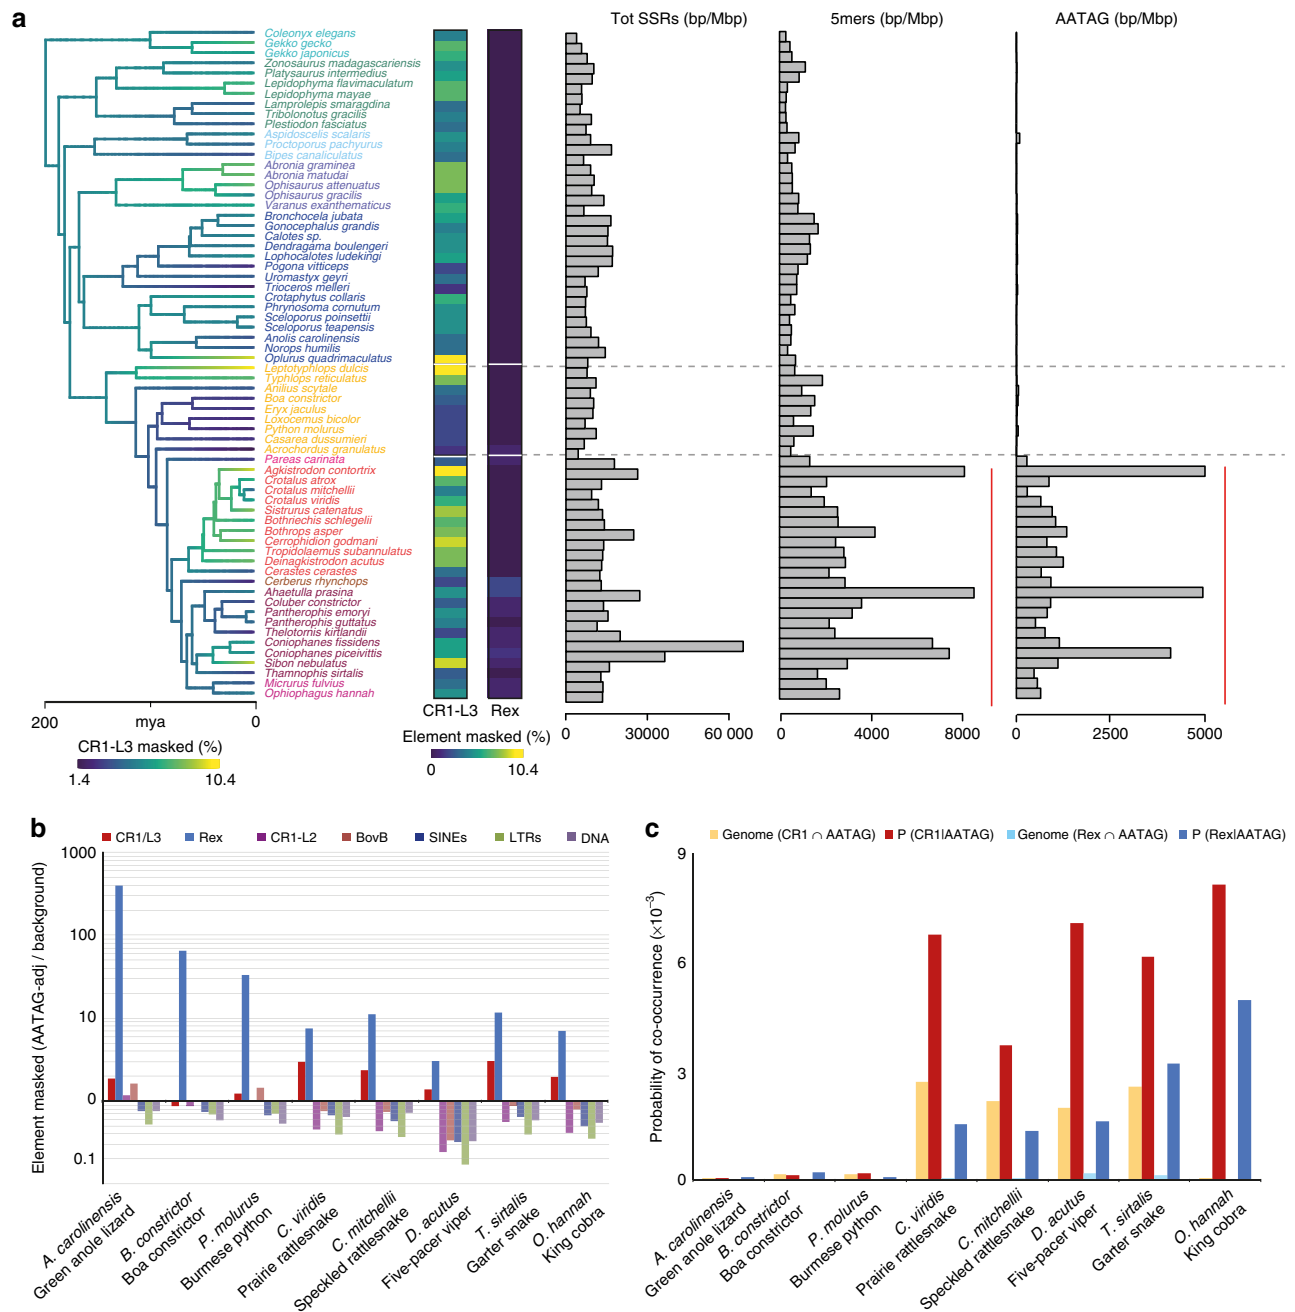 a
Tot SSRs (bp/Mbp)
5mers (bp/Mbp)
AATAG (bp/Mbp)
Coleonyx elegans
Gekko gecko
Gekko japonicus
Zonosaurus madagascariensis
Platysaurus intermedius
Lepidophyma flavimaculatum
Lepidophyma mayae
Lamprolepis smaragdina
Tribolonotus gracilis
Plestiodon fasciatus
Aspidoscelis scalaris
Proctoporus pachyurus
Bipes canaliculatus
Abronia graminea
Abronia matudai
Ophisaurus attenuatus
Ophisaurus gracilis
Varanus exanthematicus
Bronchocela jubata
Gonocephalus grandis
Calotes sp.
Dendragama boulengeri
Lophocalotes ludekingi
Pogona vitticeps
Uromastyx geyri
Trioceros melleri
Crotaphytus collaris
Phrynosoma cornutum
Sceloporus poinsettii
Sceloporus teapensis
Anolis carolinensis
Norops humilis
Oplurus quadrimaculatus
Leptotyphlops dulcis
Typhlops reticulatus
Anilius scytale
Boa constrictor
Eryx jaculus
Loxocemus bicolor
Python molurus
Casarea dussumieri
Acrochordus granulatus
Pareas carinata
Agkistrodon contortrix
Crotalus atrox
Crotalus mitchellii
Crotalus viridis
Sistrurus catenatus
Bothriechis schlegelii
Bothrops asper
Cerrophidion godmani
Tropidolaemus subannulatus
Deinagkistrodon acutus
Cerastes cerastes
Cerberus rhynchops
Ahaetulla prasina
Coluber constrictor
Pantherophis emoryi
Pantherophis guttatus
Thelotornis kirtlandii
Coniophanes fissidens
Coniophanes piceivittis
Sibon nebulatus
Thamnophis sirtalis
Micrurus fulvius
Ophiophagus hannah
200 mya 0
CR1-L3 Rex
0 30000 60 000
0 4000 8000
0 2500 5000
CR1-L3 masked (%)
1.4 10.4
Element masked (%)
0 10.4
b
CR1/L3 Rex CR1-L2 BovB SINEs LTRs DNA
Element masked (AATAG-adj / background)
1000
100
10
0
0.1
A. carolinensis
Green anole lizard
B. constrictor
Boa constrictor
P. molurus
Burmese python
C. viridis
Prairie rattlesnake
C. mitchellii
Speckled rattlesnake
D. acutus
Five-pacer viper
T. sirtalis
Garter snake
O. hannah
King cobra
c
Genome (CR1 ∩ AATAG) P (CR1|AATAG) Genome (Rex ∩ AATAG) P (Rex|AATAG)
Probability of co-occurrence (×10⁻³)
9
6
3
0
A. carolinensis
Green anole lizard
B. constrictor
Boa constrictor
P. molurus
Burmese python
C. viridis
Prairie rattlesnake
C. mitchellii
Speckled rattlesnake
D. acutus
Five-pacer viper
T. sirtalis
Garter snake
O. hannah
King cobra